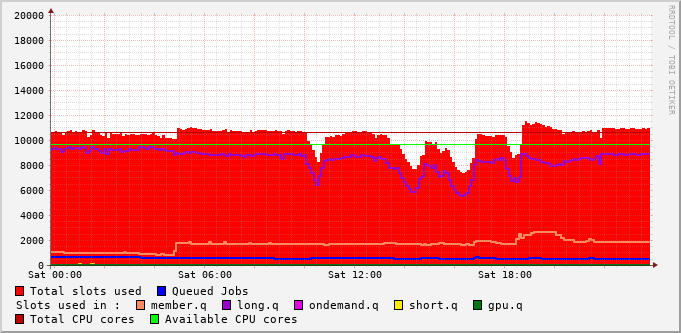 RRDTOOL / TOBI OETIKER
20000
18000
16000
14000
12000
10000
8000
6000
4000
2000
0
Sat 00:00 Sat 06:00 Sat 12:00 Sat 18:00
Total slots used Queued Jobs
Slots used in : member.q long.q ondemand.q short.q gpu.q
Total CPU cores Available CPU cores